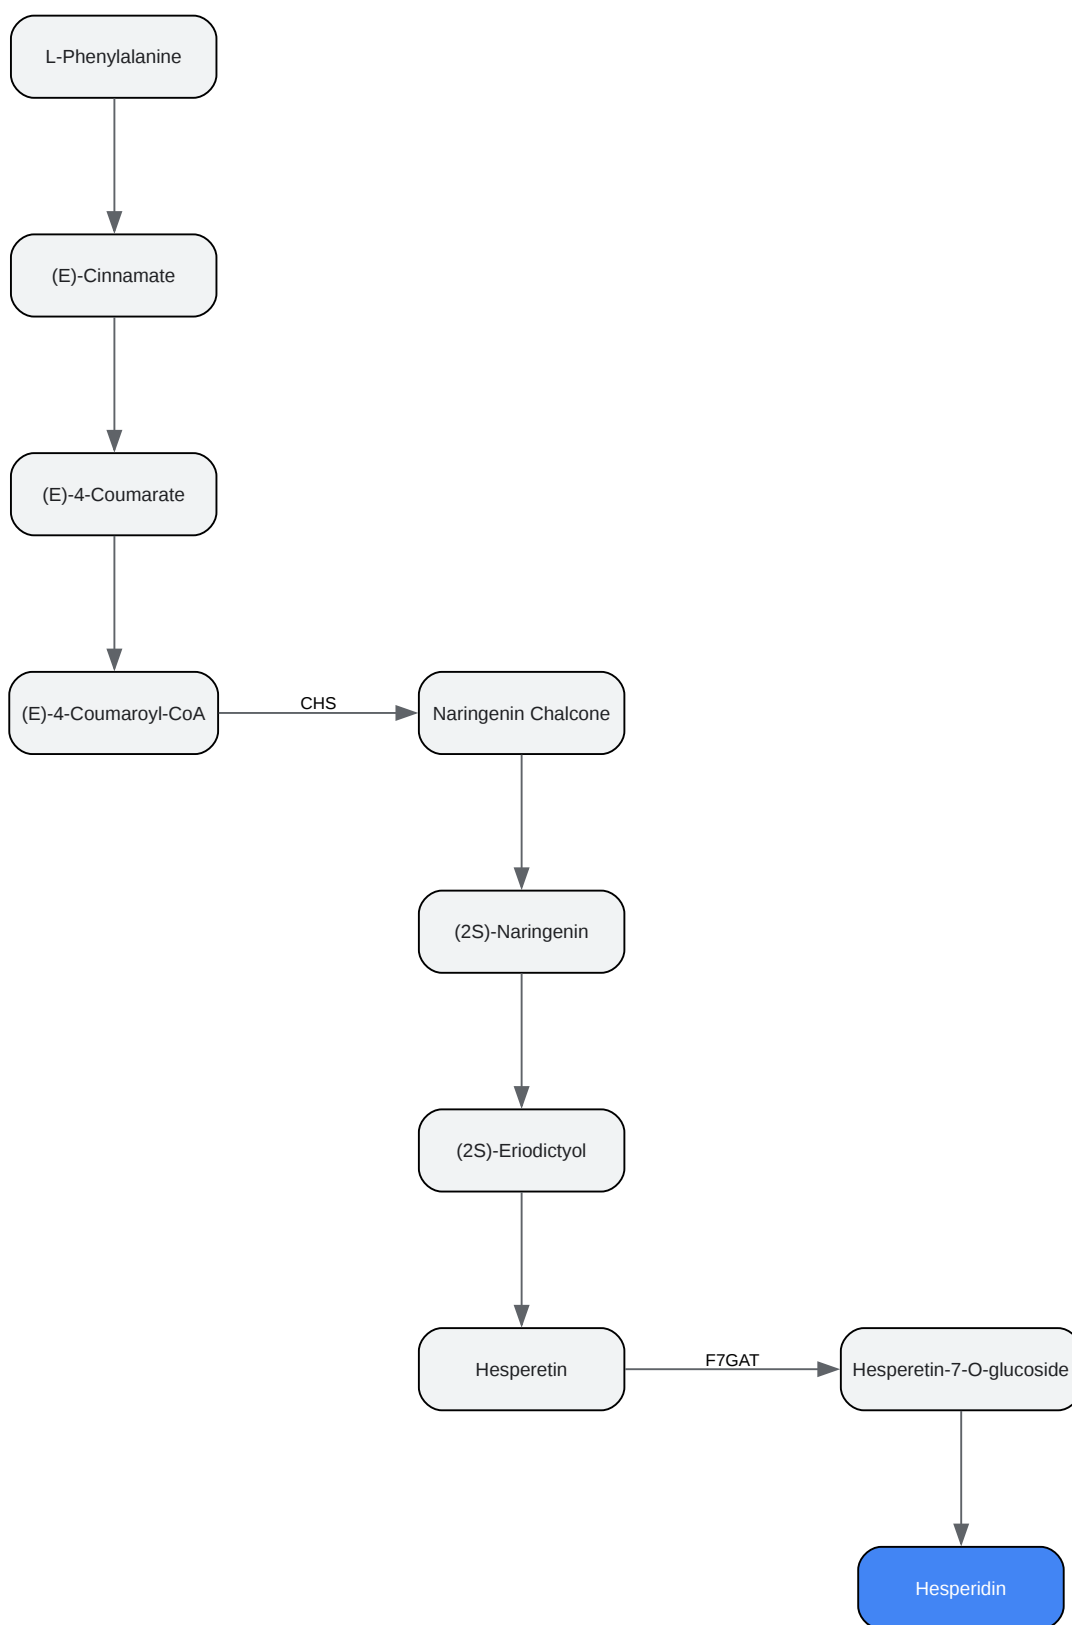 L-Phenylalanine
(E)-Cinnamate
(E)-4-Coumarate
(E)-4-Coumaroyl-CoA
CHS
Naringenin Chalcone
(2S)-Naringenin
(2S)-Eriodictyol
Hesperetin
F7GAT
Hesperetin-7-O-glucoside
Hesperidin